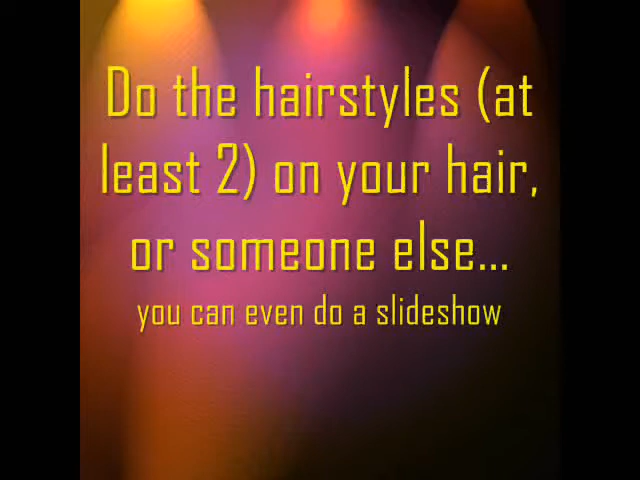 Do the hairstyles (at
least 2) on your hair,
or someone else...
you can even do a slideshow